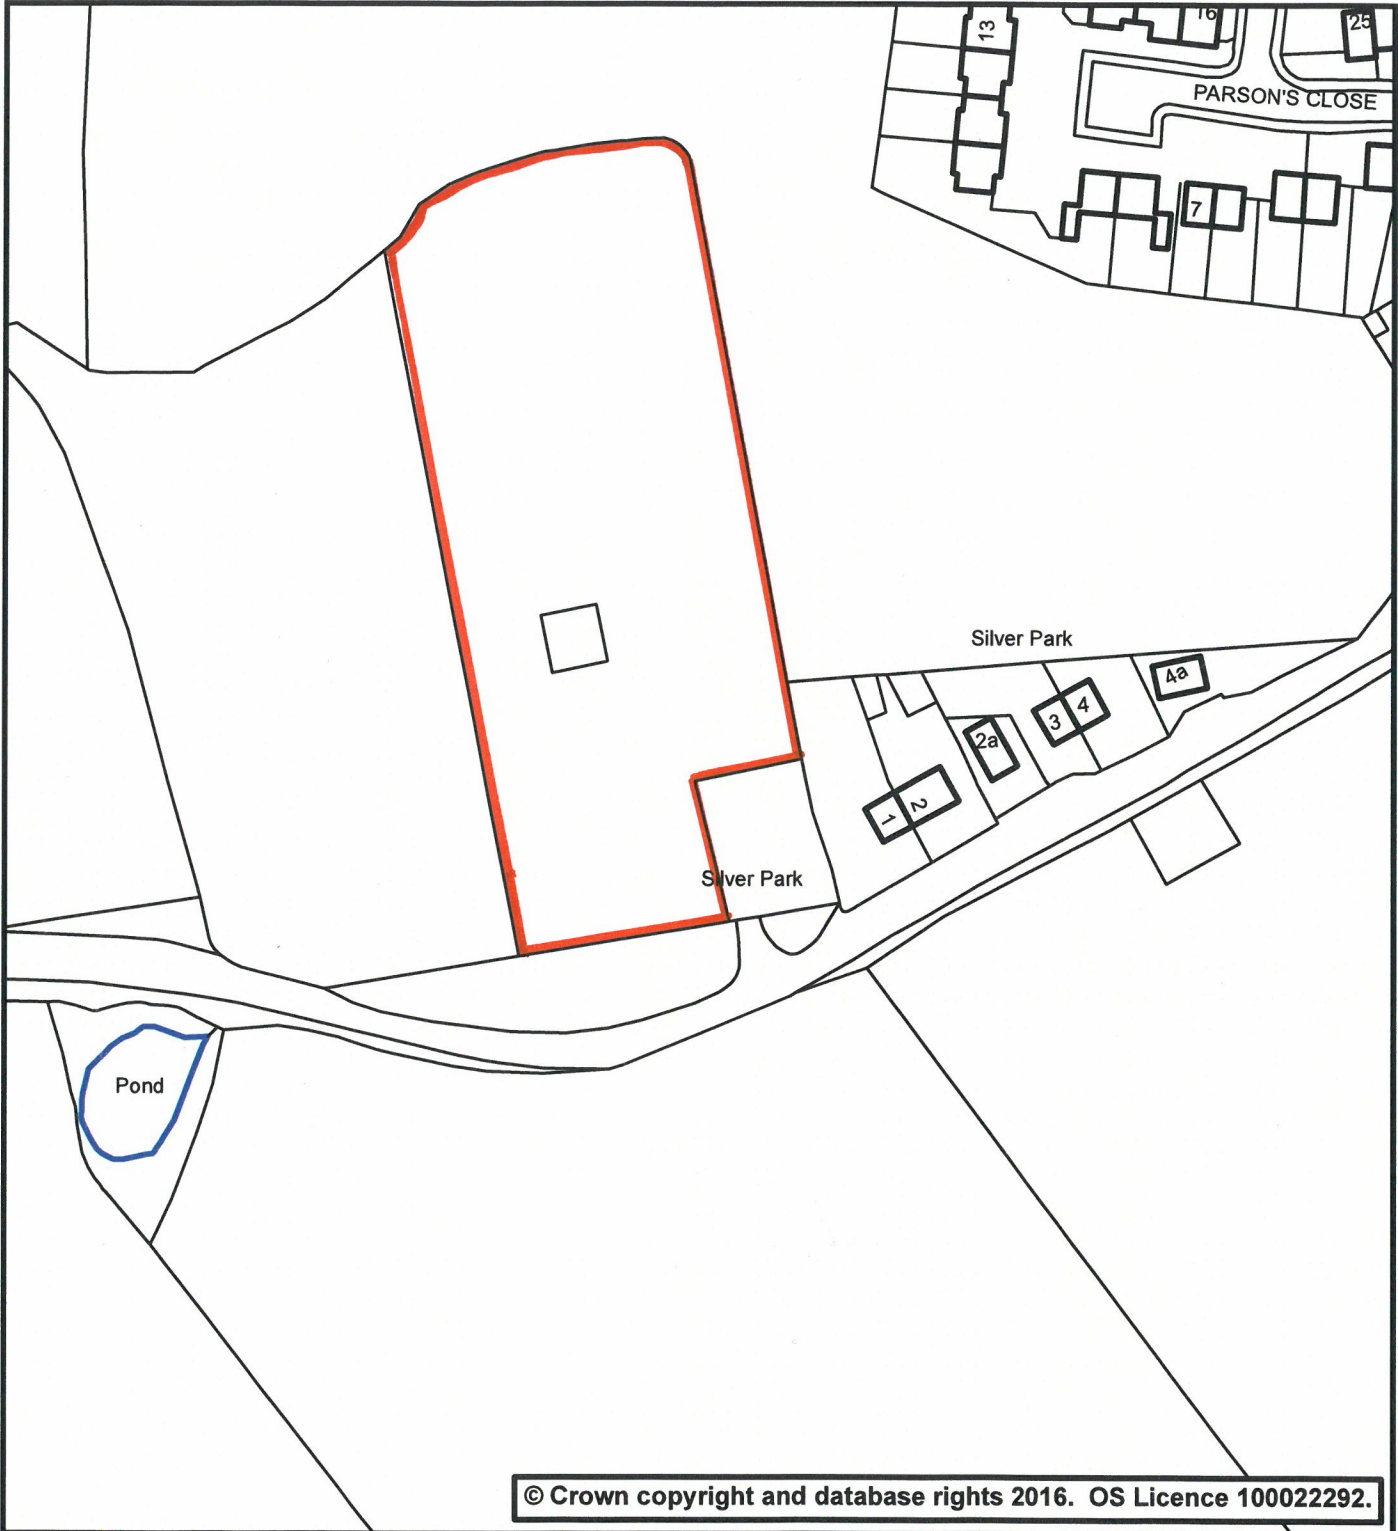 13
16
25
PARSON'S CLOSE
7
Silver Park
4a
4
3
2a
2
1
Silver Park
Pond
© Crown copyright and database rights 2016. OS Licence 100022292.